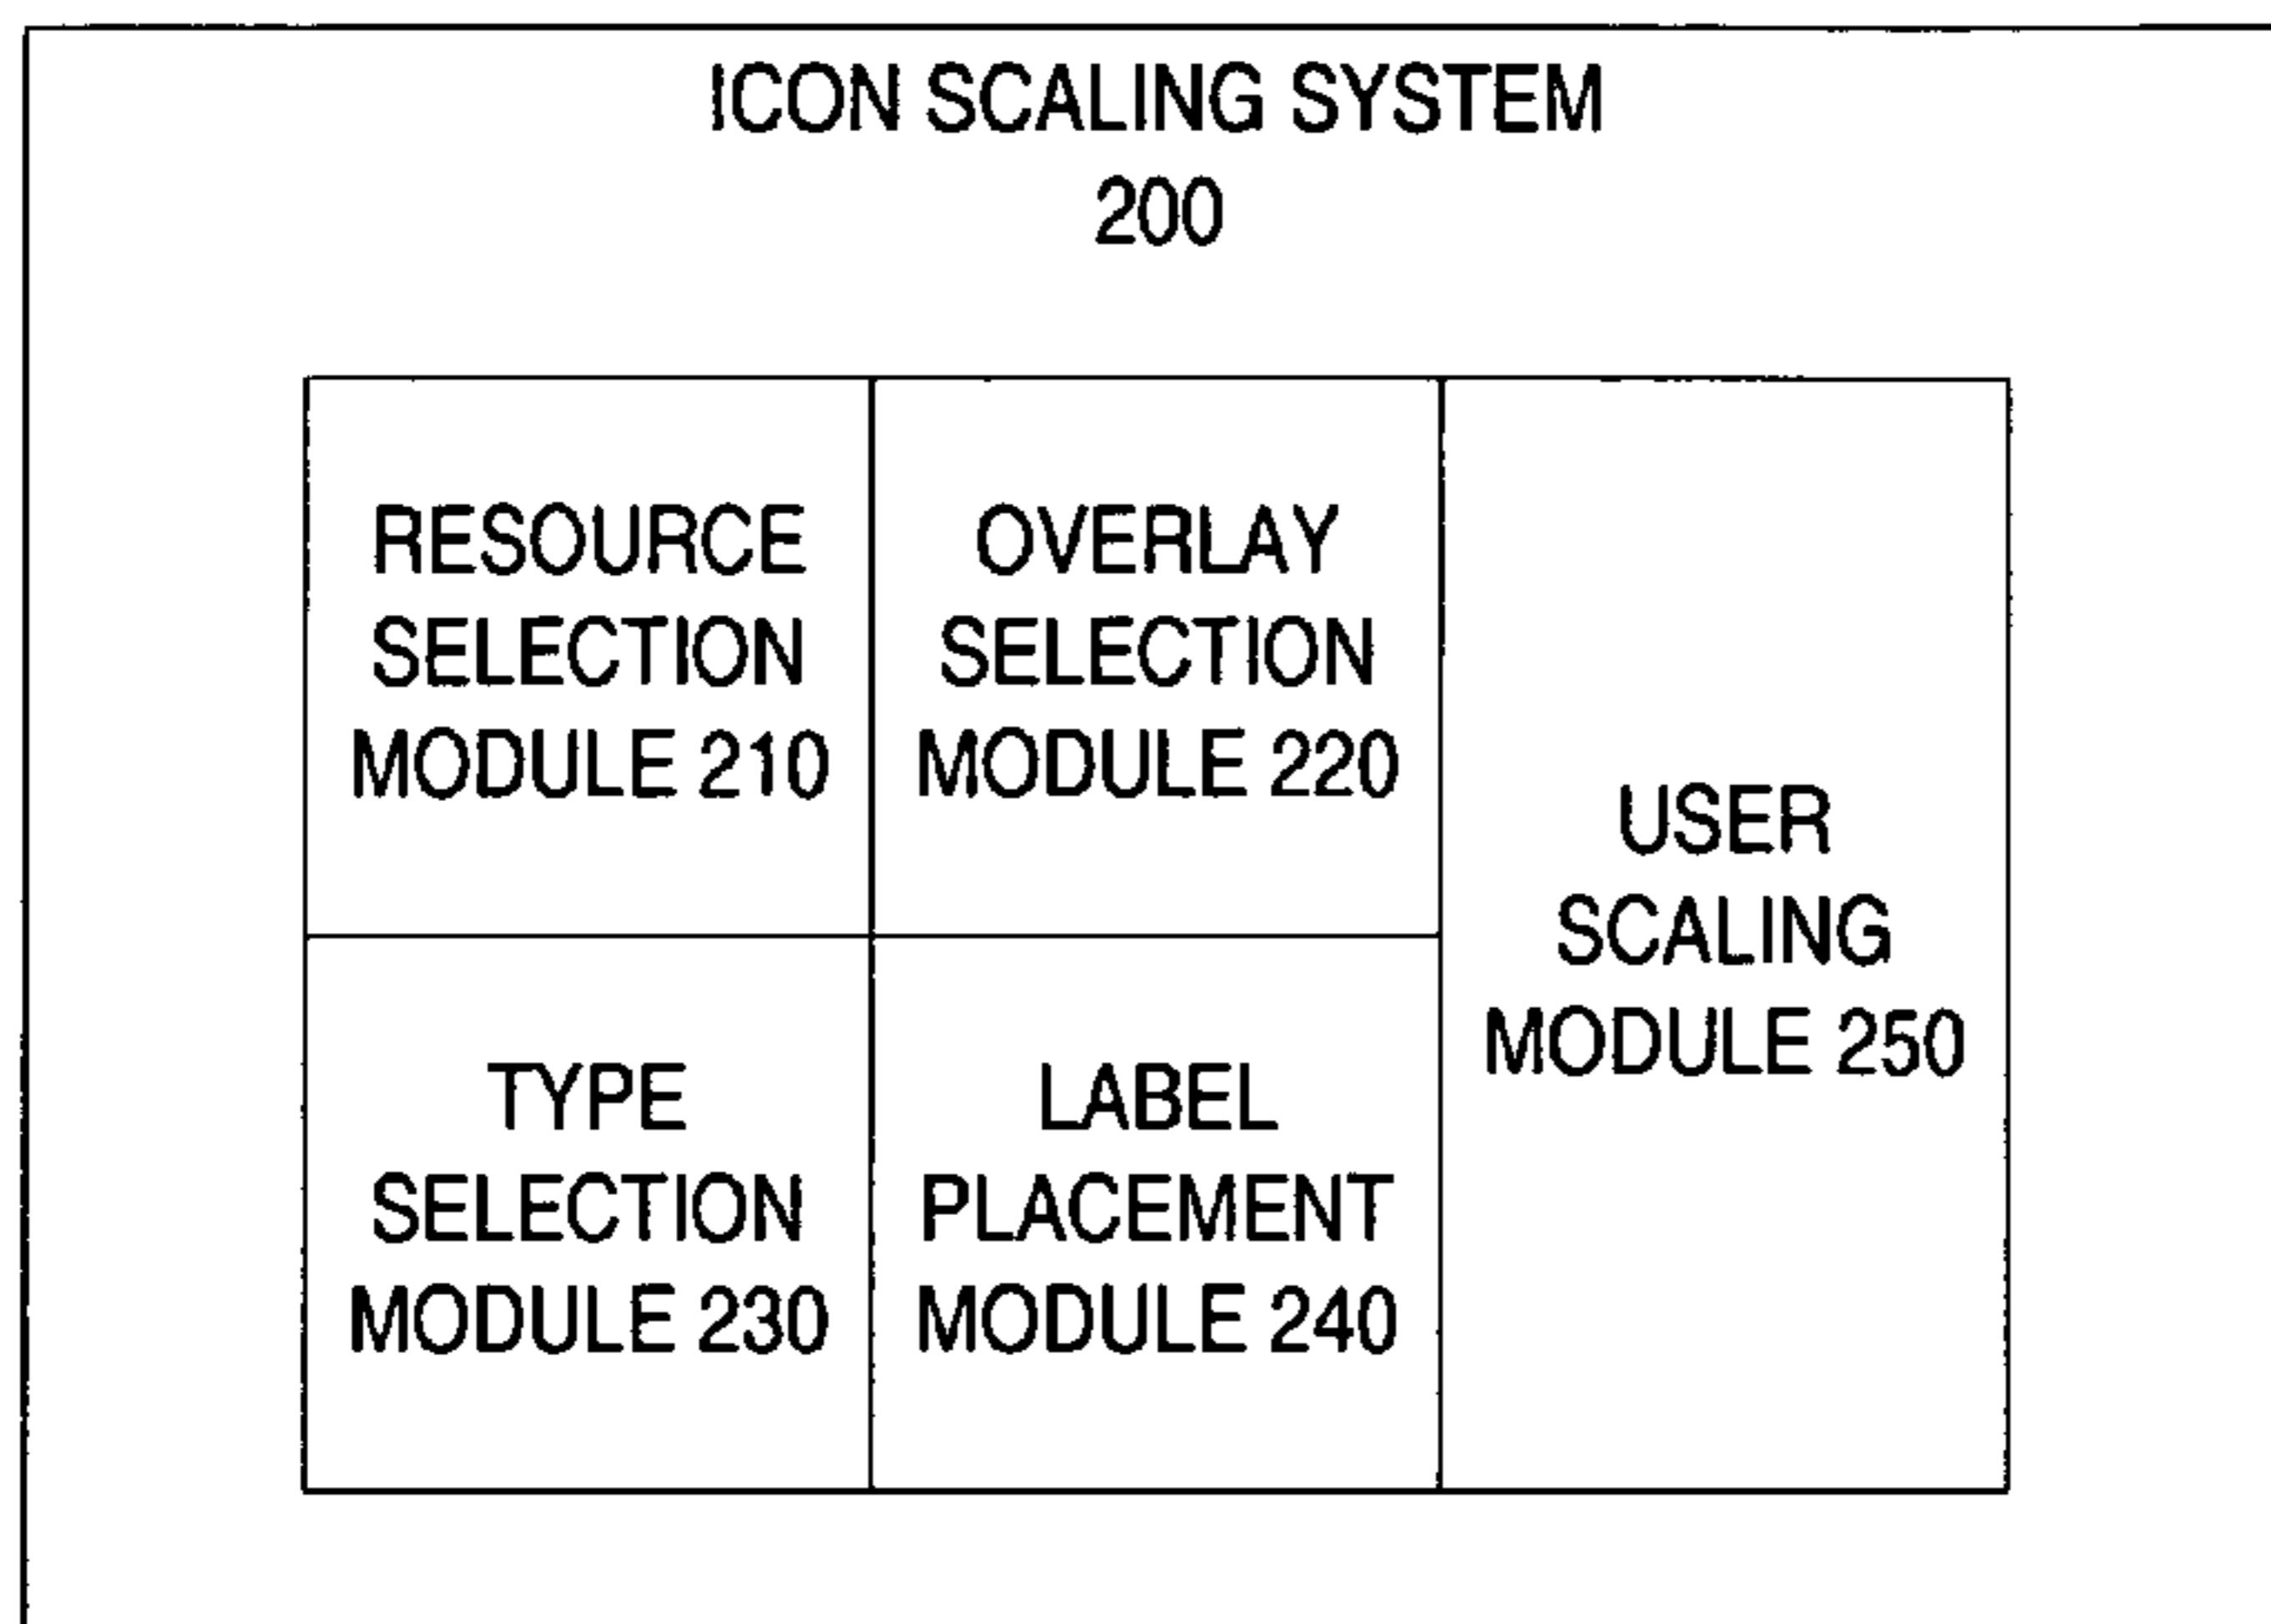 ICON SCALING SYSTEM
200
RESOURCE
SELECTION
MODULE 210
OVERLAY
SELECTION
MODULE 220
TYPE
SELECTION
MODULE 230
LABEL
PLACEMENT
MODULE 240
USER
SCALING
MODULE 250